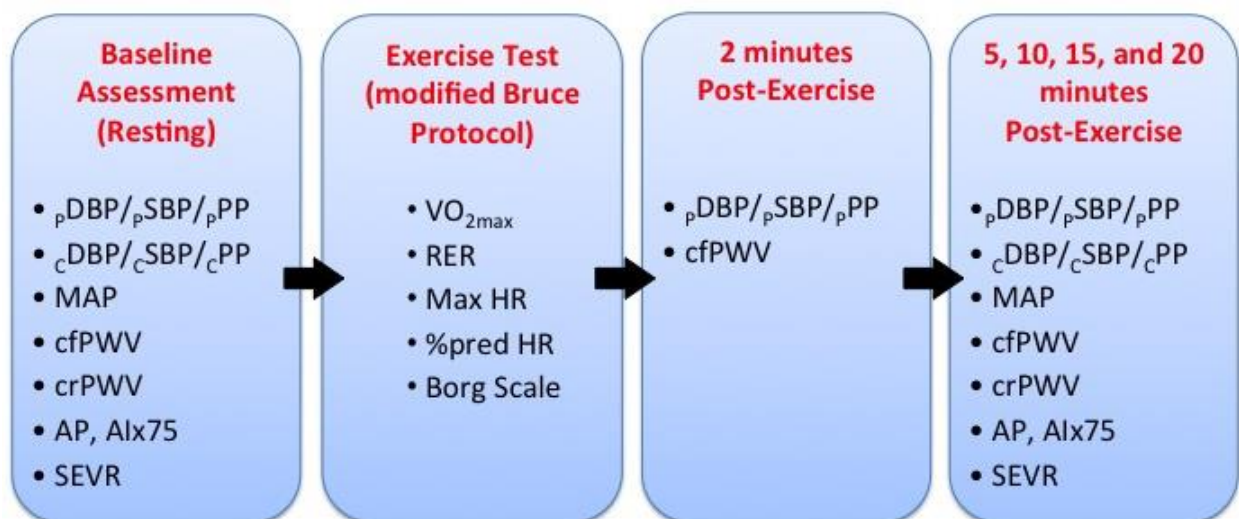 Baseline
Assessment
(Resting)
• PDBP/PSBP/PPP
• CDBP/CSBP/CPP
• MAP
• cfPWV
• crPWV
• AP, AIx75
• SEVR
Exercise Test
(modified Bruce
Protocol)
• VO2max
• RER
• Max HR
• %pred HR
• Borg Scale
2 minutes
Post-Exercise
• PDBP/PSBP/PPP
• cfPWV
5, 10, 15, and 20
minutes
Post-Exercise
• PDBP/PSBP/PPP
• CDBP/CSBP/CPP
• MAP
• cfPWV
• crPWV
• AP, AIx75
• SEVR